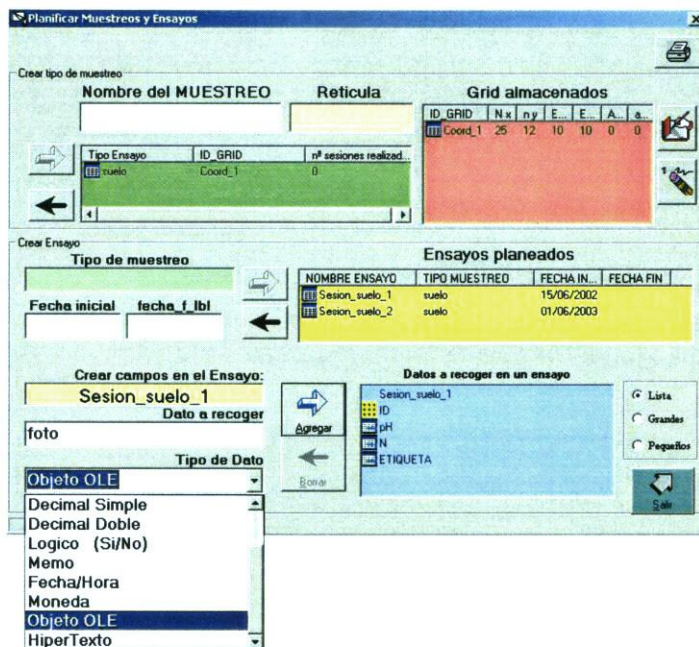 Planificar Muestreos y Ensayos
Crear tipo de muestreo
Nombre del MUESTREO Reticula Grid almacenados
ID_GRID N x n y E... E... A... a...
Coord_1 25 12 10 10 0 0
Tipo Ensayo ID_GRID nº sesiones realizad...
suelo Coord_1 0
Crear Ensayo
Tipo de muestreo Ensayos planeados
NOMBRE ENSAYO TIPO MUESTREO FECHA IN... FECHA FIN
Sesion_suelo_1 suelo 15/06/2002
Sesion_suelo_2 suelo 01/06/2003
Fecha inicial fecha_f_lbl
Crear campos en el Ensayo:
Sesion_suelo_1
Dato a recoger
foto
Tipo de Dato
Objeto OLE
Decimal Simple
Decimal Doble
Logico (Si/No)
Memo
Fecha/Hora
Moneda
Objeto OLE
HiperTexto
Agregar
Borrar
Datos a recoger en un ensayo
Sesion_suelo_1
ID
pH
N
ETIQUETA
Lista
Grandes
Pequeños
Salir